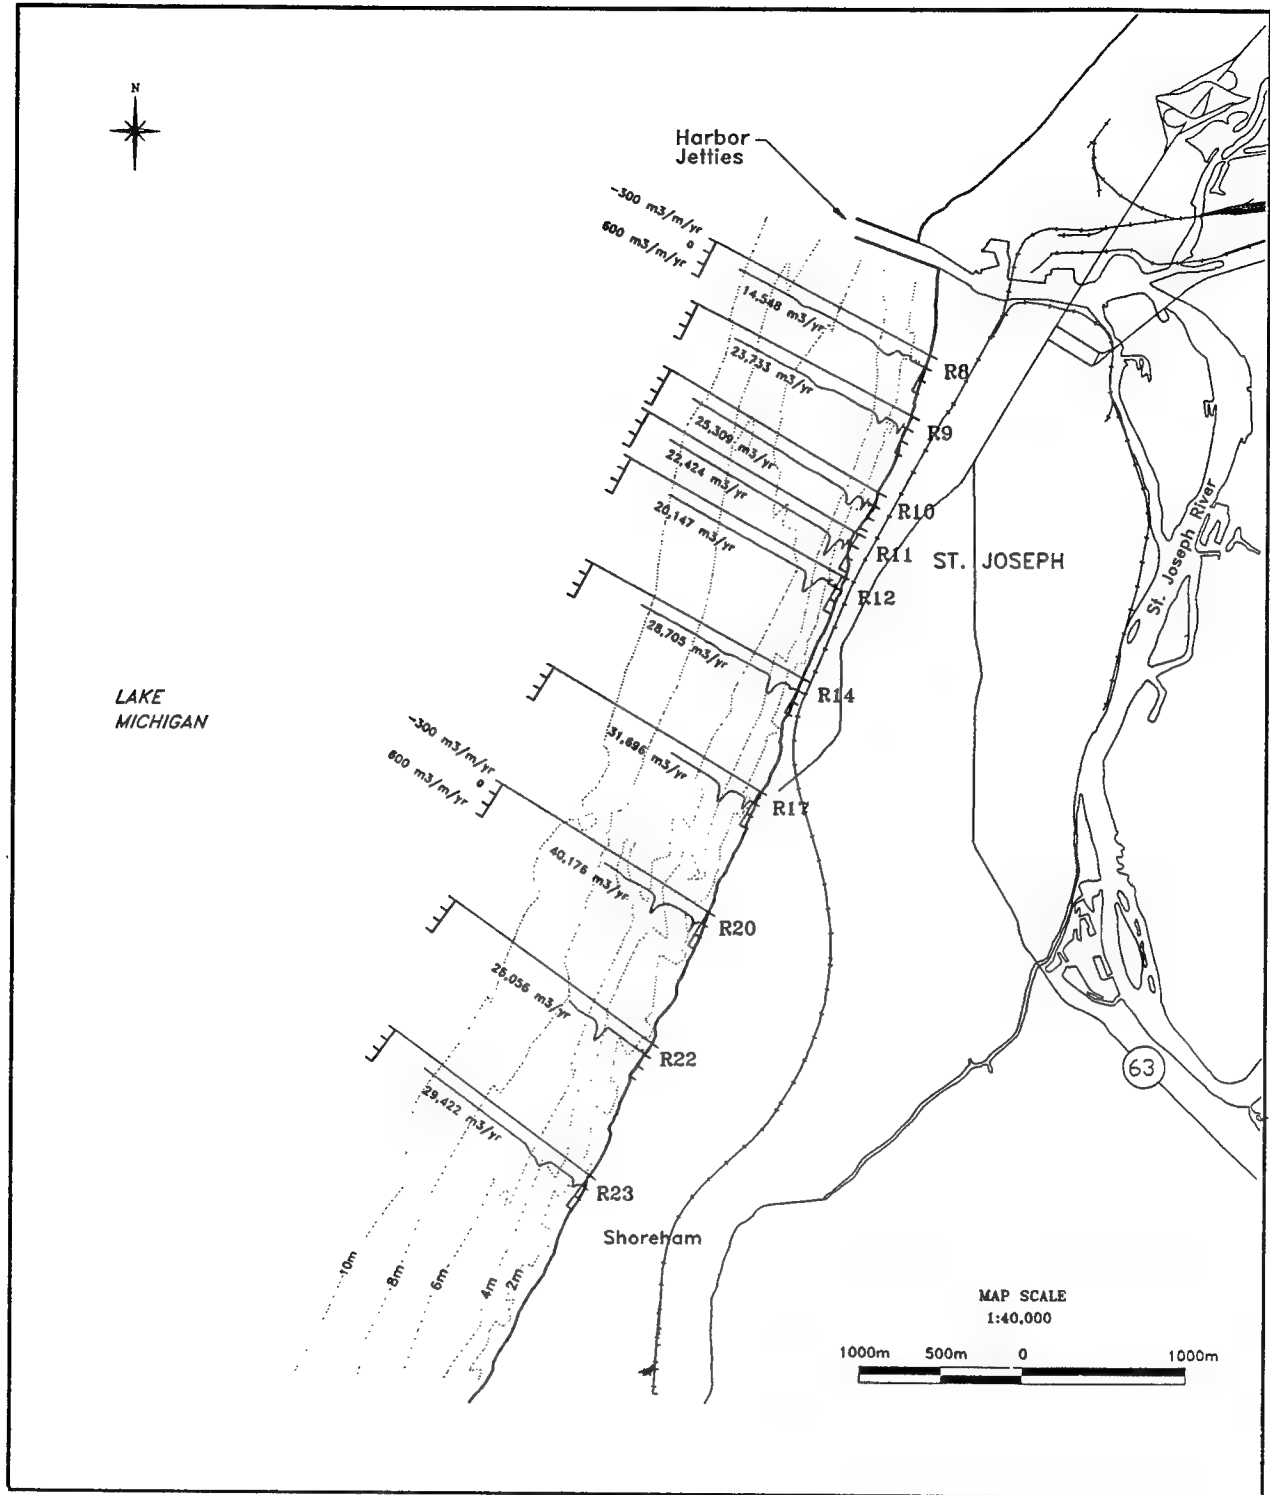 N
Harbor
Jetties
-300 m3/m/yr
0
600 m3/m/yr
14,548 m3/yr
R8
23,733 m3/yr
R9
25,309 m3/yr
R10
22,424 m3/yr
R11
ST. JOSEPH
St. Joseph River
20,147 m3/yr
R12
28,705 m3/yr
R14
LAKE
MICHIGAN
31,696 m3/yr
R17
-300 m3/m/yr
0
600 m3/m/yr
40,176 m3/yr
R20
26,056 m3/yr
R22
63
29,422 m3/yr
R23
Shoreham
10m
8m
6m
4m
2m
MAP SCALE
1:40,000
1000m 500m 0 1000m